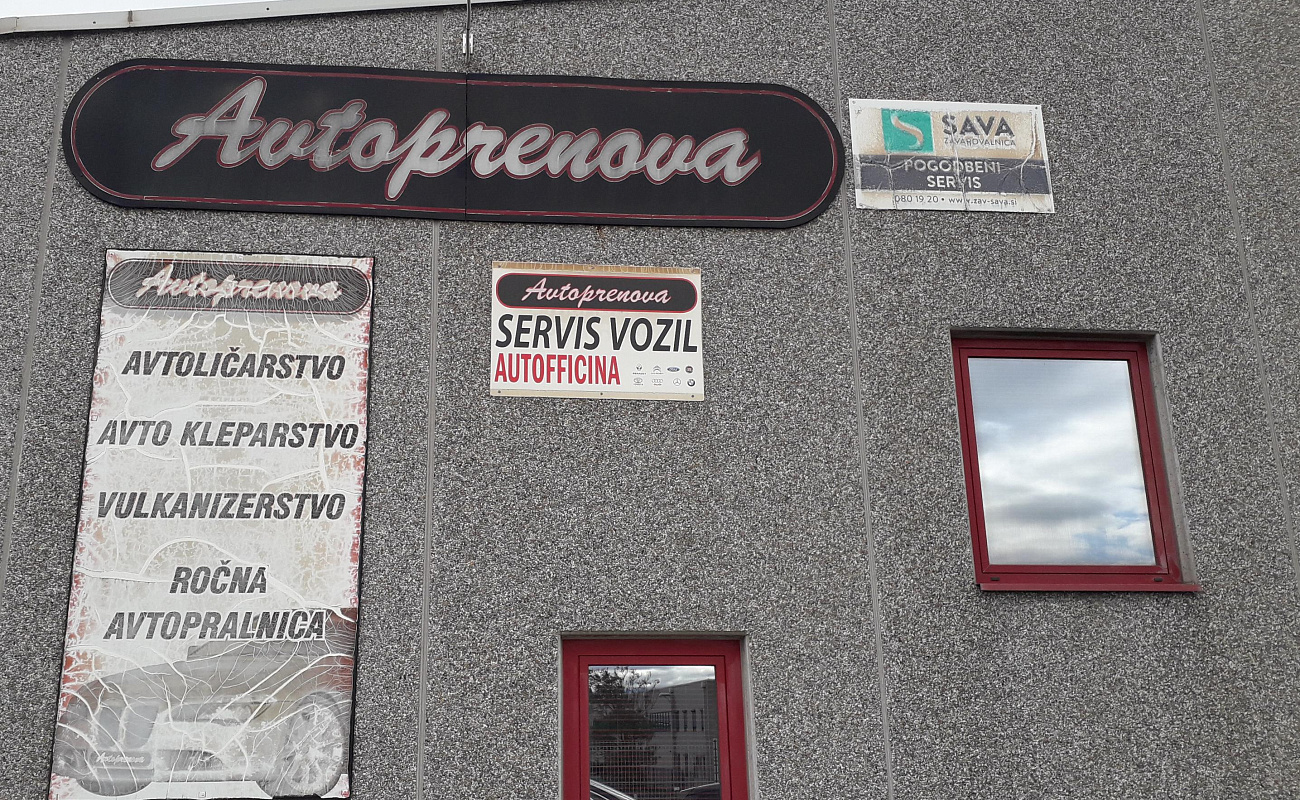 Avtoprenova
SAVA
ZAVAROVALNICA
POGODBENI
SERVIS
080 19 20 • www.zav-sava.si
Avtoprenova
AVTOLIČARSTVO
AVTO KLEPARSTVO
VULKANIZERSTVO
ROČNA
AVTOPRALNICA
Avtoprenova
Avtoprenova
SERVIS VOZIL
AUTOFFICINA